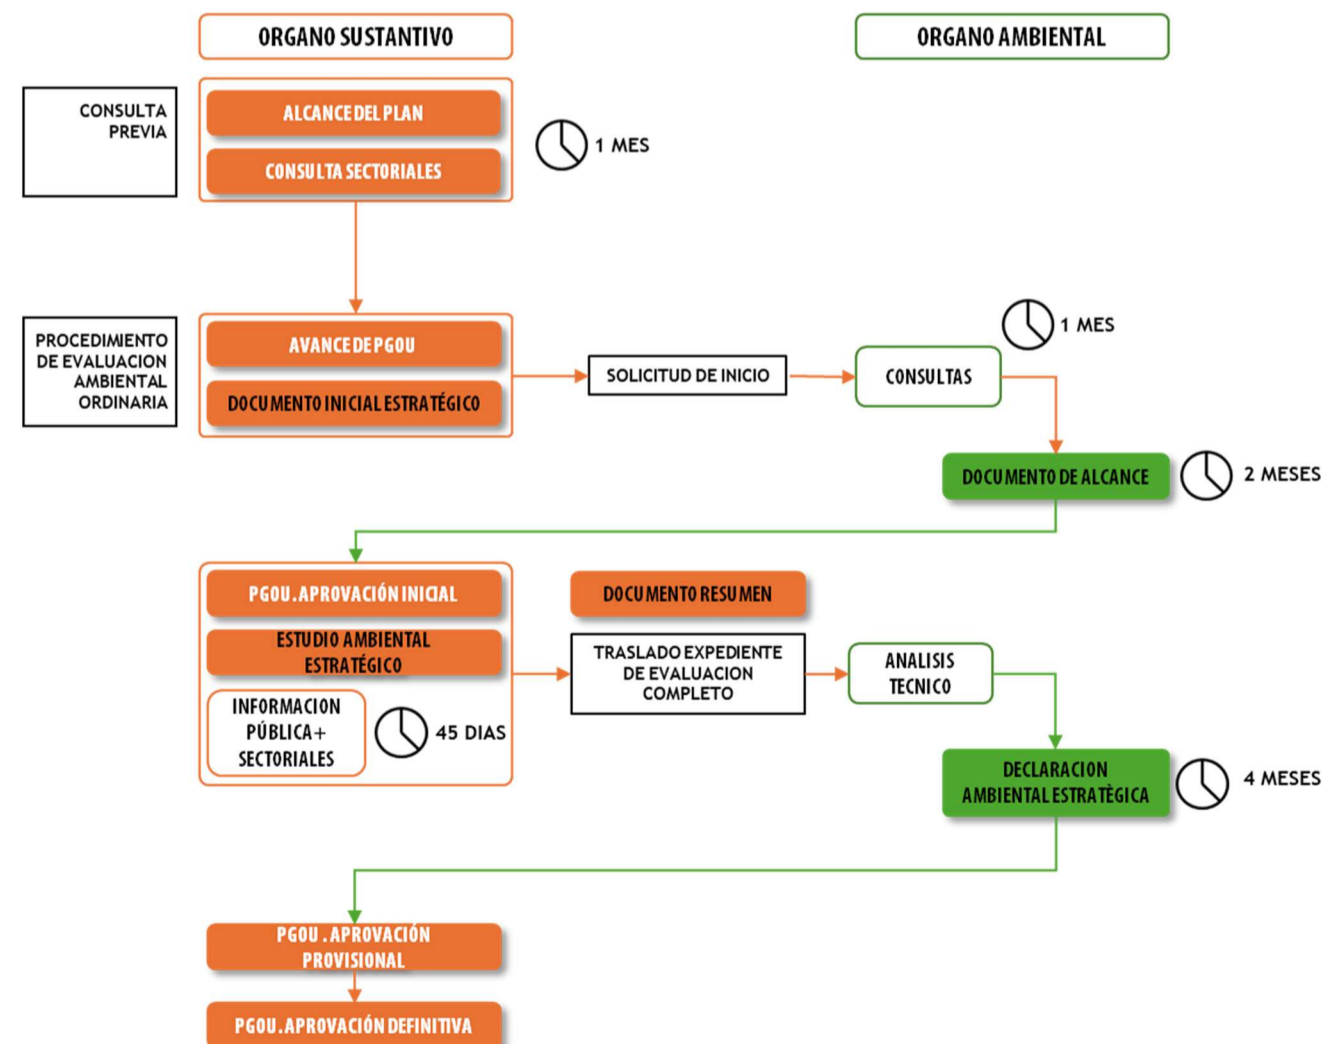 ORGANO SUSTANTIVO
ORGANO AMBIENTAL
CONSULTA
PREVIA
ALCANCE DEL PLAN
CONSULTA SECTORIALES
1 MES
PROCEDIMIENTO
DE EVALUACION
AMBIENTAL
ORDINARIA
AVANCE DE PGOU
DOCUMENTO INICIAL ESTRATÉGICO
SOLICITUD DE INICIO
CONSULTAS
1 MES
DOCUMENTO DE ALCANCE
2 MESES
PGOU. APROVACIÓN INICIAL
ESTUDIO AMBIENTAL
ESTRATÉGICO
INFORMACION
PÚBLICA+
SECTORIALES
45 DIAS
DOCUMENTO RESUMEN
TRASLADO EXPEDIENTE
DE EVALUACION
COMPLETO
ANALISIS
TECNICO
DECLARACION
AMBIENTAL ESTRATÈGICA
4 MESES
PGOU . APROVACIÓN
PROVISIONAL
PGOU. APROVACIÓN DEFINITIVA